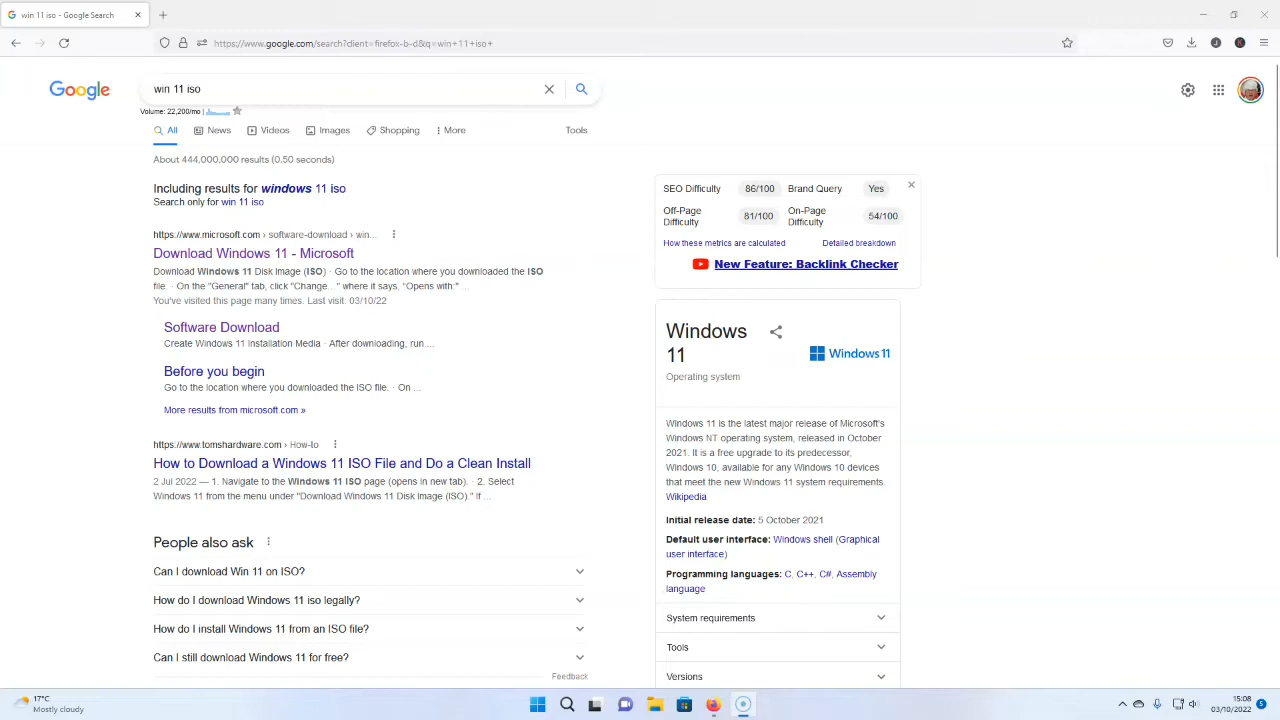 win 11 iso - Google Search
https://www.google.com/search?client=firefox-b-d&q=win+11+iso+
Google
win 11 iso
Volume: 22,200/mo |
All News Videos Images Shopping More Tools
About 444,000,000 results (0.50 seconds)
Including results for windows 11 iso
Search only for win 11 iso
https://www.microsoft.com › software-download › win...
Download Windows 11 - Microsoft
Download Windows 11 Disk Image (ISO) · Go to the location where you downloaded the ISO
file. · On the "General" tab, click "Change..." where it says, "Opens with:" ...
You've visited this page many times. Last visit: 03/10/22
Software Download
Create Windows 11 Installation Media · After downloading, run ...
Before you begin
Go to the location where you downloaded the ISO file. · On ...
More results from microsoft.com »
https://www.tomshardware.com › How-to
How to Download a Windows 11 ISO File and Do a Clean Install
2 Jul 2022 — 1. Navigate to the Windows 11 ISO page (opens in new tab). · 2. Select
Windows 11 from the menu under "Download Windows 11 Disk Image (ISO)." If ...
People also ask
Can I download Win 11 on ISO?
How do I download Windows 11 iso legally?
How do I install Windows 11 from an ISO file?
Can I still download Windows 11 for free?
Feedback
SEO Difficulty 86/100 Brand Query Yes
Off-Page
Difficulty 81/100 On-Page
Difficulty 54/100
How these metrics are calculated Detailed breakdown
New Feature: Backlink Checker
Windows
11
Windows 11
Operating system
Windows 11 is the latest major release of Microsoft's
Windows NT operating system, released in October
2021. It is a free upgrade to its predecessor,
Windows 10, available for any Windows 10 devices
that meet the new Windows 11 system requirements.
Wikipedia
Initial release date: 5 October 2021
Default user interface: Windows shell (Graphical
user interface)
Programming languages: C, C++, C#, Assembly
language
System requirements
Tools
Versions
17°C
Mostly cloudy
15:08
03/10/2022
5